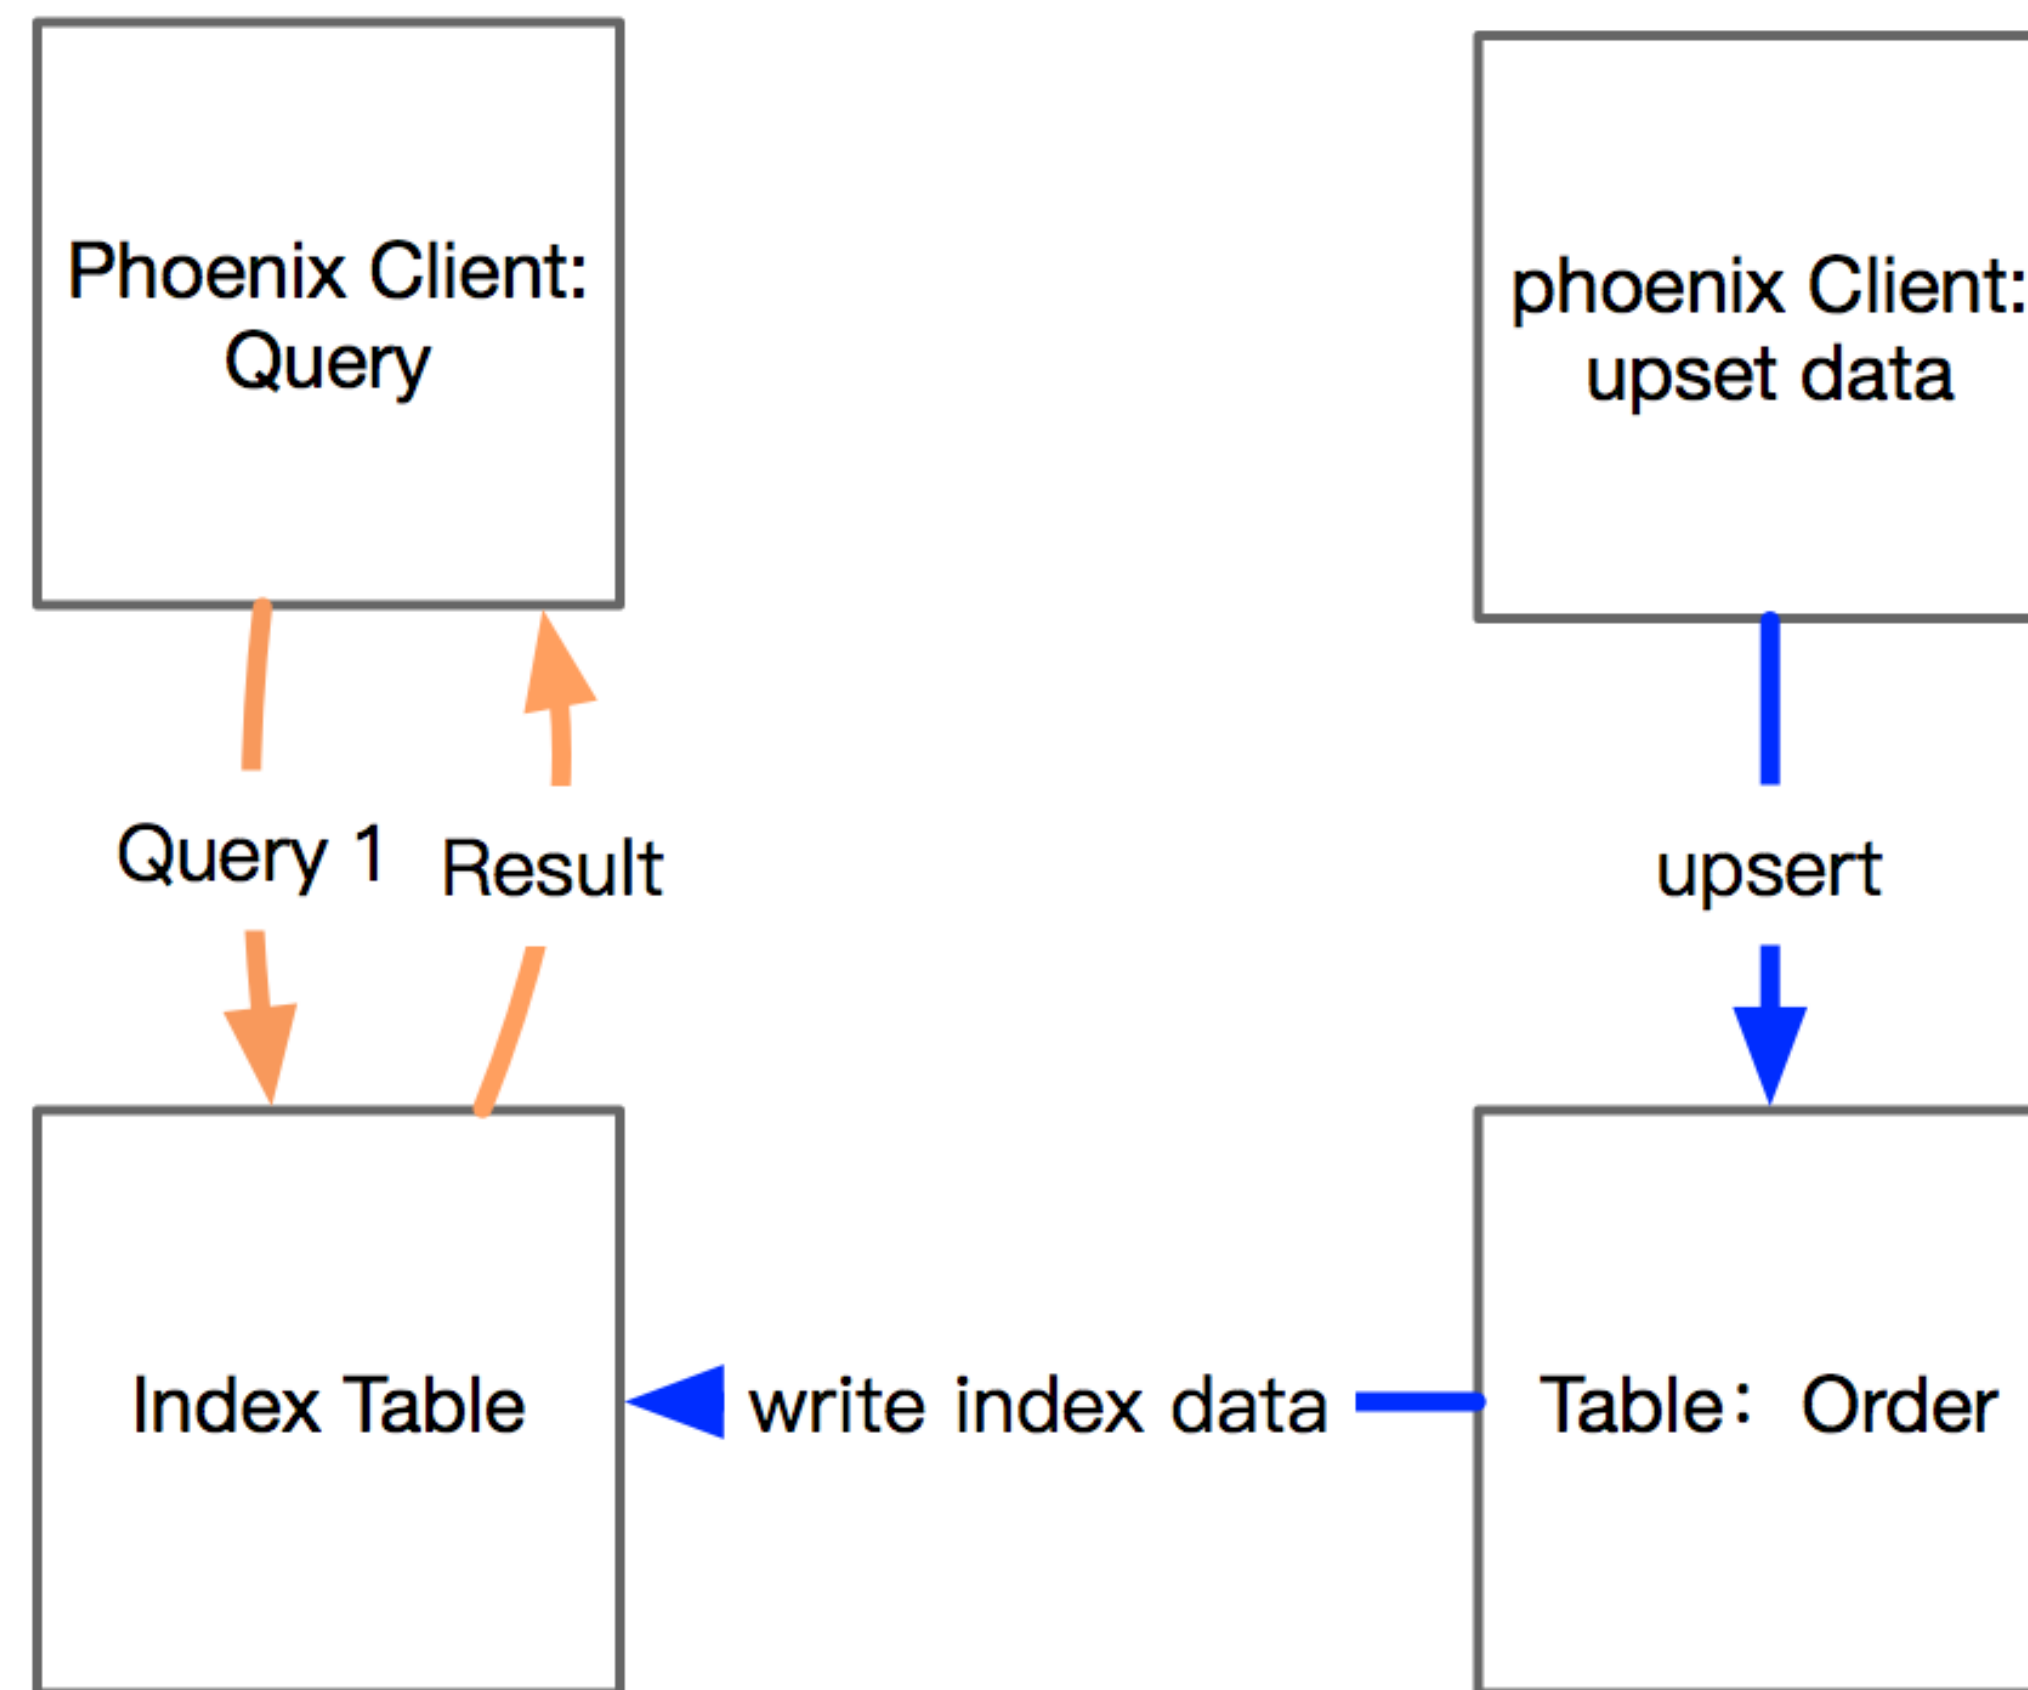 Phoenix Client:
Query
phoenix Client:
upset data
Query 1
Result
upsert
Index Table
write index data
Table：Order